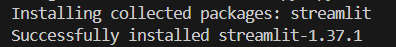 Installing collected packages: streamlit
Successfully installed streamlit-1.37.1